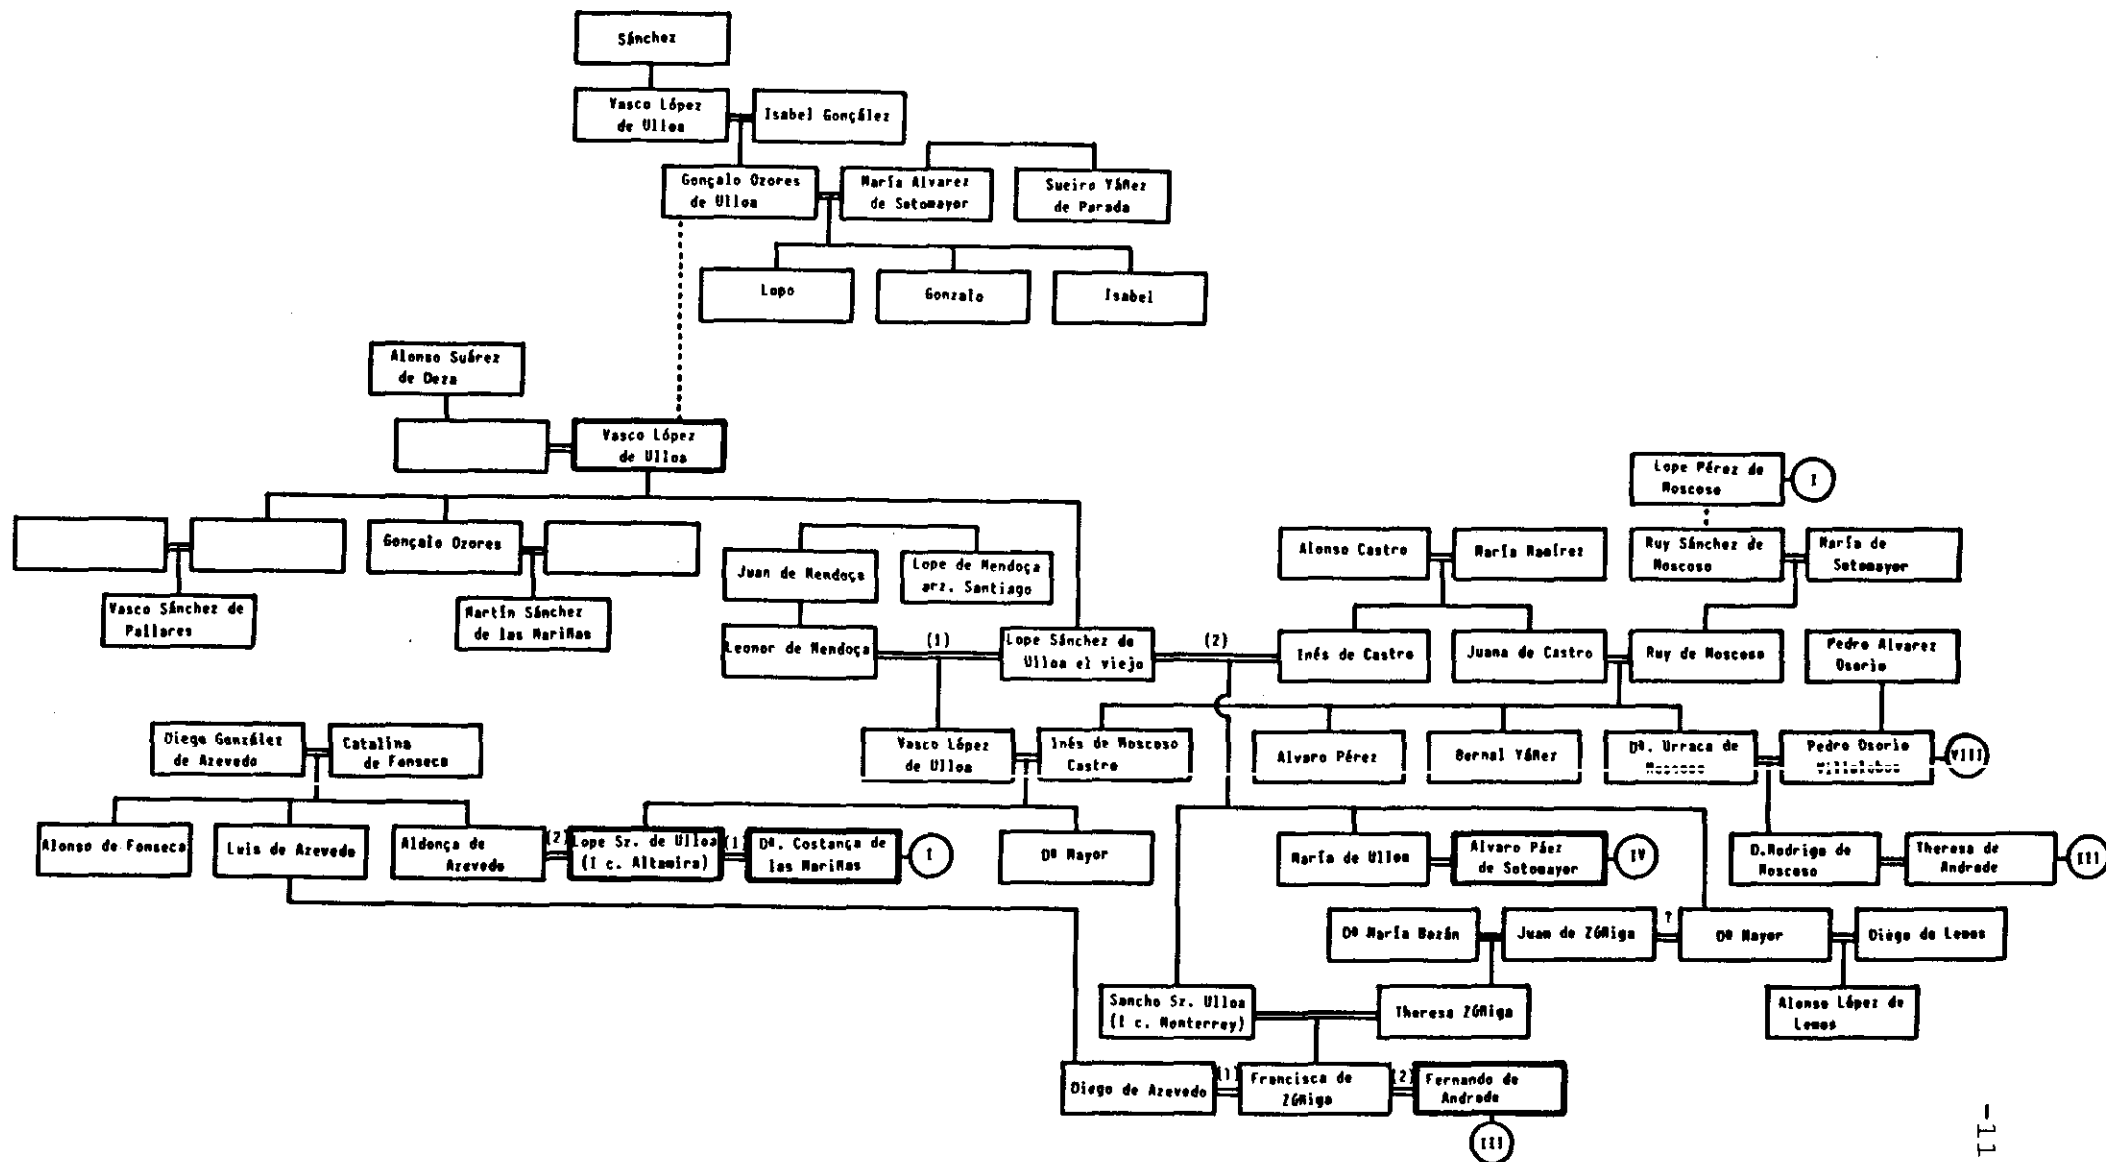 Sánchez
Vasco López
de Ulloa
Isabel Gonçález
Gonçalo Ozores
de Ulloa
María Alvarez
de Sotomayor
Sueiro Yáñez
de Parada
Lopo
Gonzalo
Isabel
Alonso Suárez
de Deza
Vasco López
de Ulloa
Lope Pérez de
Moscoso
I
Gonçalo Ozores
Alonso Castro
María Ramírez
Ruy Sánchez de
Moscoso
María de
Sotomayor
Juan de Mendoça
Lope de Mendoça
arz. Santiago
Vasco Sánchez de
Pallares
Martín Sánchez
de las Mariñas
Leonor de Mendoça
(1)
Lope Sánchez de
Ulloa el viejo
(2)
Inés de Castro
Juana de Castro
Ruy de Moscoso
Pedro Alvarez
Osorio
Diego González
de Azevedo
Catalina
de Fonseca
Vasco López
de Ulloa
Inés de Moscoso
Castro
Alvaro Pérez
Bernal Yáñez
Dª. Urraca de
Moscoso
Pedro Osorio
Villalobos
VIII
Alonso de Fonseca
Luis de Azevedo
Aldonça de
Azevedo
(2)
Lope Sz. de Ulloa
(I c. Altamira)
(1)
Dª. Costança de
las Mariñas
I
Dª Mayor
María de Ulloa
Alvaro Páez
de Sotomayor
IV
D.Rodrigo de
Moscoso
Theresa de
Andrade
III
Dª María Bazán
Juan de Zúñiga
?
Dª Mayor
Diego de Lemos
Sancho Sz. Ulloa
(I c. Monterrey)
Theresa Zúñiga
Alonso López de
Lemos
Diego de Azevedo
(1)
Francisca de
Zúñiga
(2)
Fernando de
Andrade
III
-11